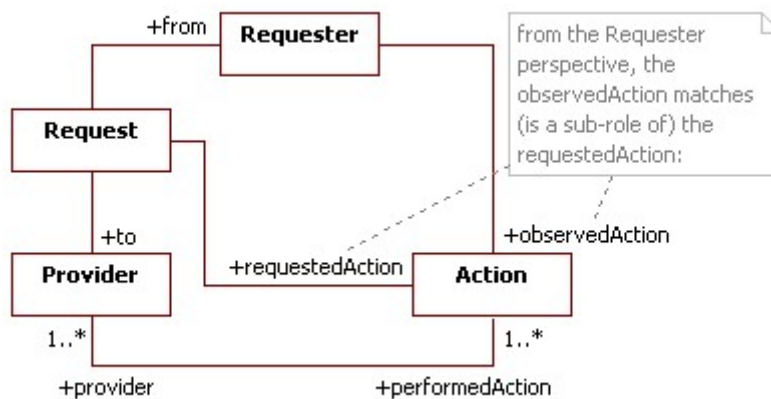 +from
Requester
from the Requester
perspective, the
observedAction matches
(is a sub-role of) the
requestedAction:
Request
+to
+requestedAction
+observedAction
Provider
Action
1..*
1..*
+provider
+performedAction